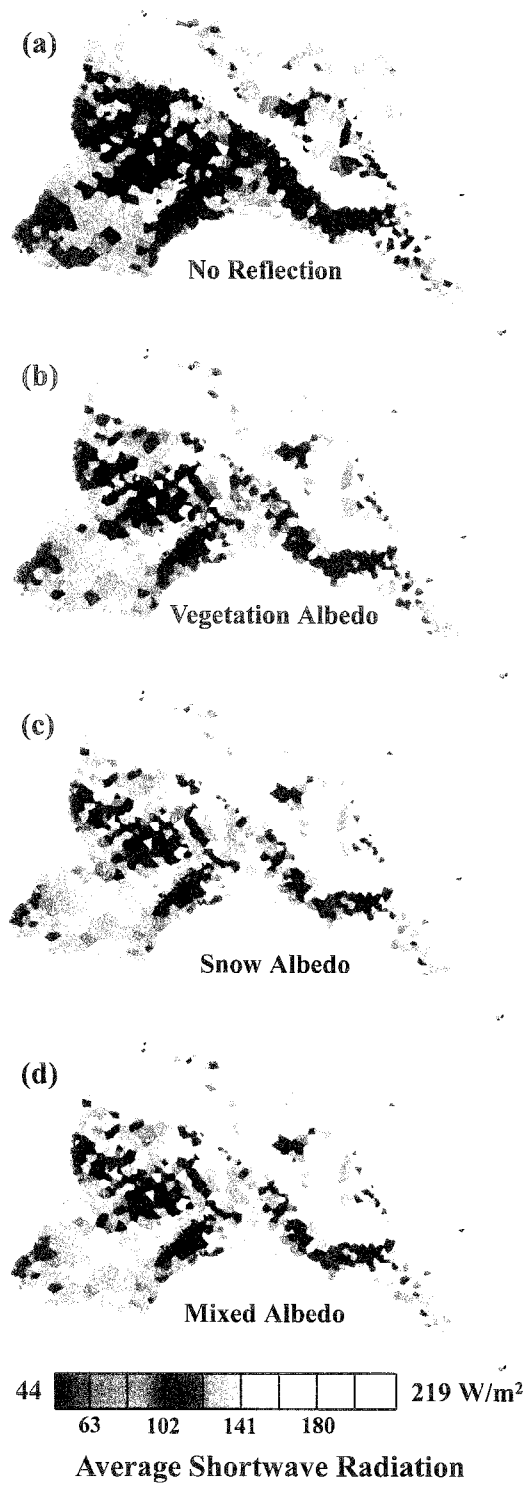 (a)
No Reflection
(b)
Vegetation Albedo
(c)
Snow Albedo
(d)
Mixed Albedo
44 219 W/m²
63 102 141 180
Average Shortwave Radiation